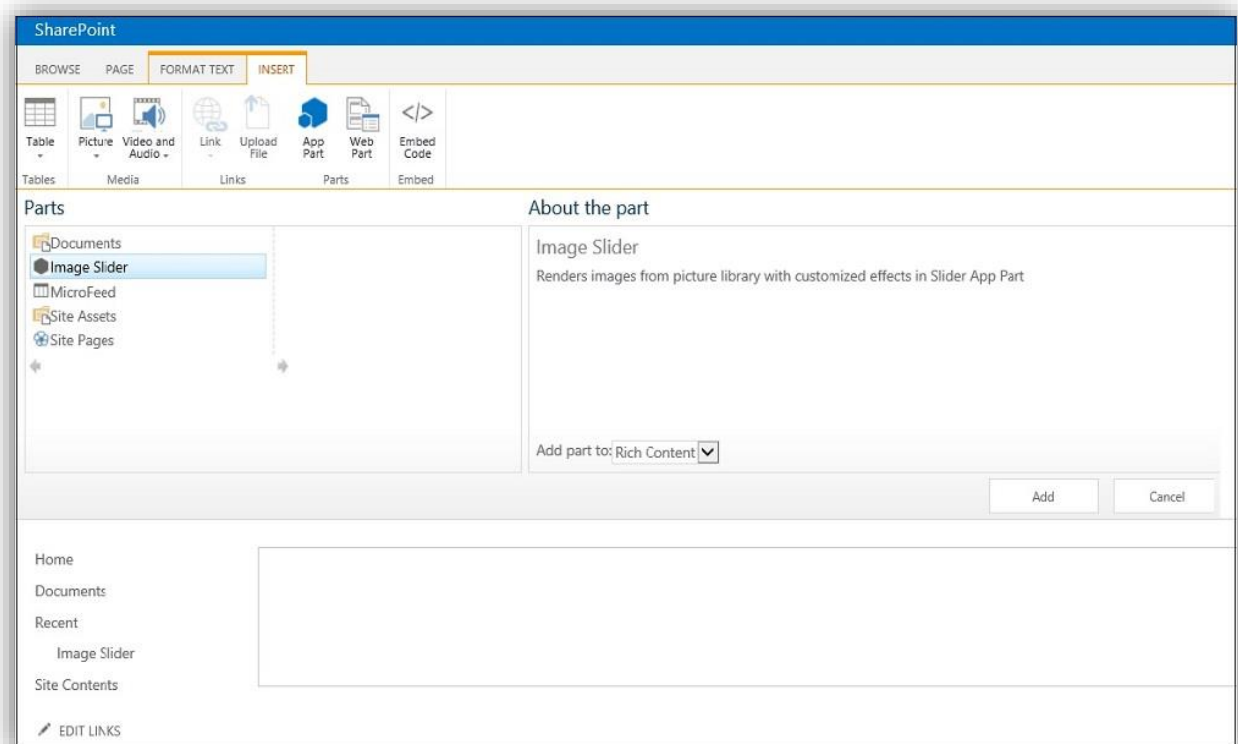 SharePoint
BROWSE PAGE FORMAT TEXT INSERT
Table Picture Video and Audio Link Upload File App Part Web Part Embed Code
Tables Media Links Parts Embed
Parts
Documents
Image Slider
MicroFeed
Site Assets
Site Pages
About the part
Image Slider
Renders images from picture library with customized effects in Slider App Part
Add part to: Rich Content
Add Cancel
Home
Documents
Recent
Image Slider
Site Contents
EDIT LINKS